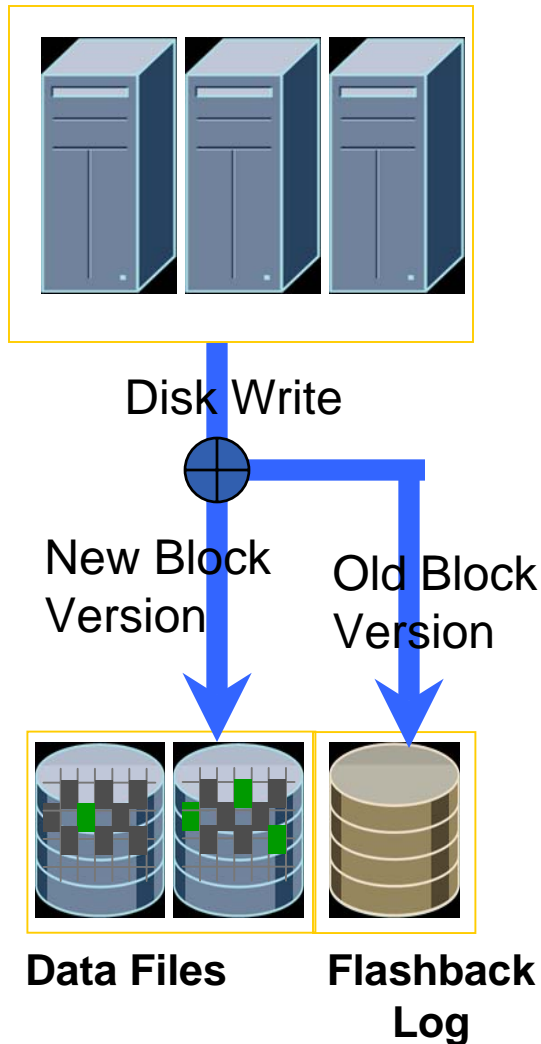 Disk Write
New Block
Version
Old Block
Version
Data Files
Flashback
Log